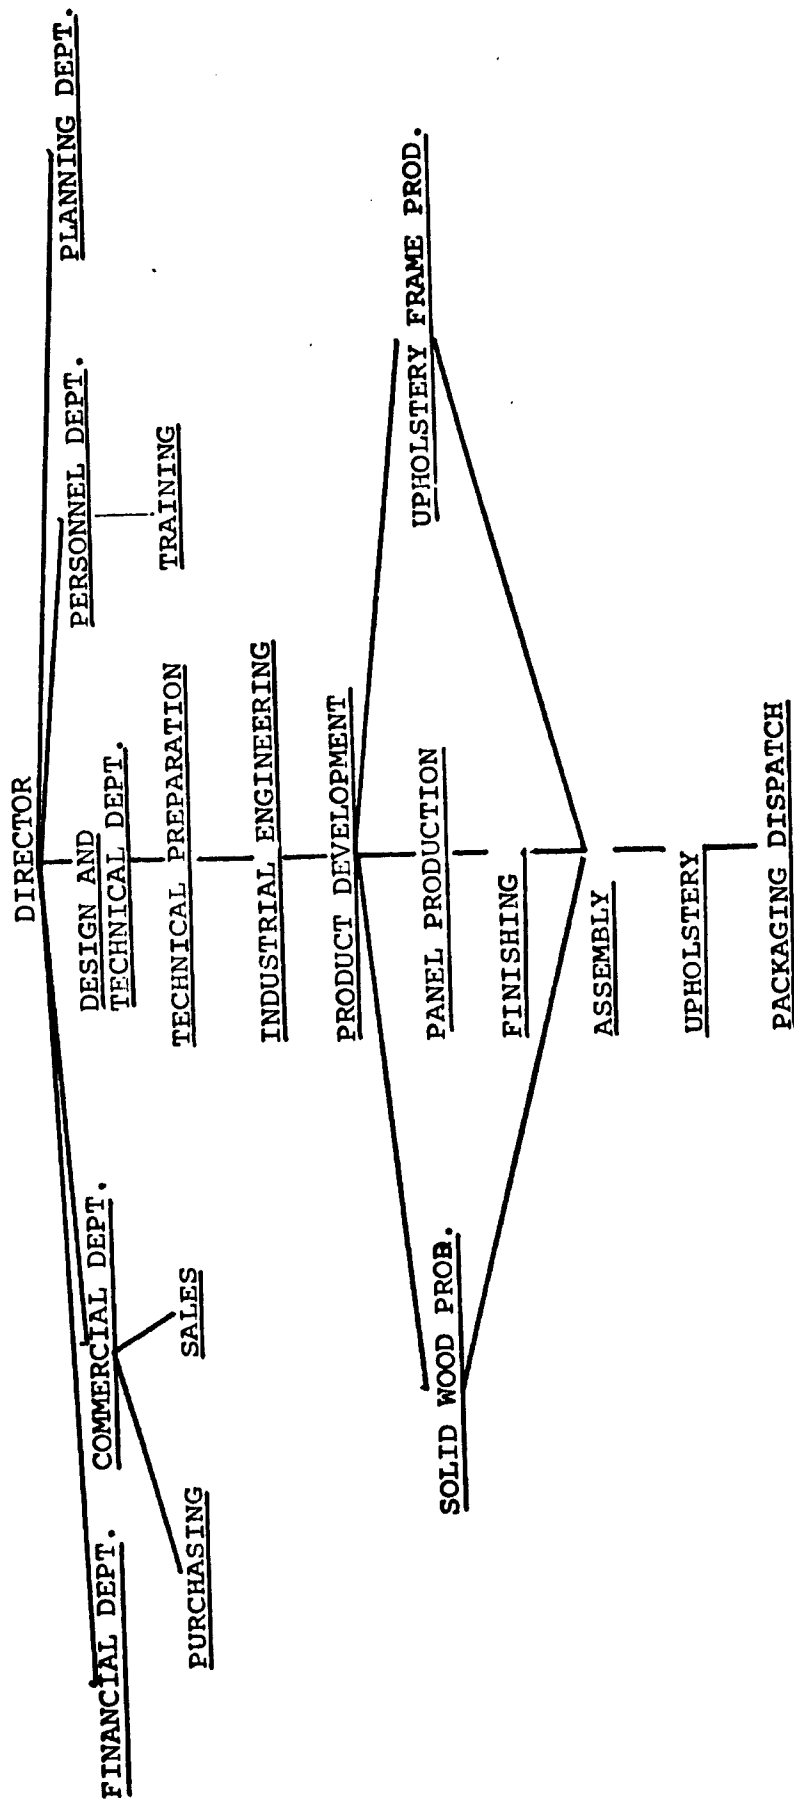 DIRECTOR
FINANCIAL DEPT.
COMMERCIAL DEPT.
DESIGN AND
TECHNICAL DEPT.
PERSONNEL DEPT.
PLANNING DEPT.
PURCHASING
SALES
TECHNICAL PREPARATION
TRAINING
INDUSTRIAL ENGINEERING
PRODUCT DEVELOPMENT
SOLID WOOD PROD.
PANEL PRODUCTION
UPHOLSTERY FRAME PROD.
FINISHING
ASSEMBLY
UPHOLSTERY
PACKAGING DISPATCH